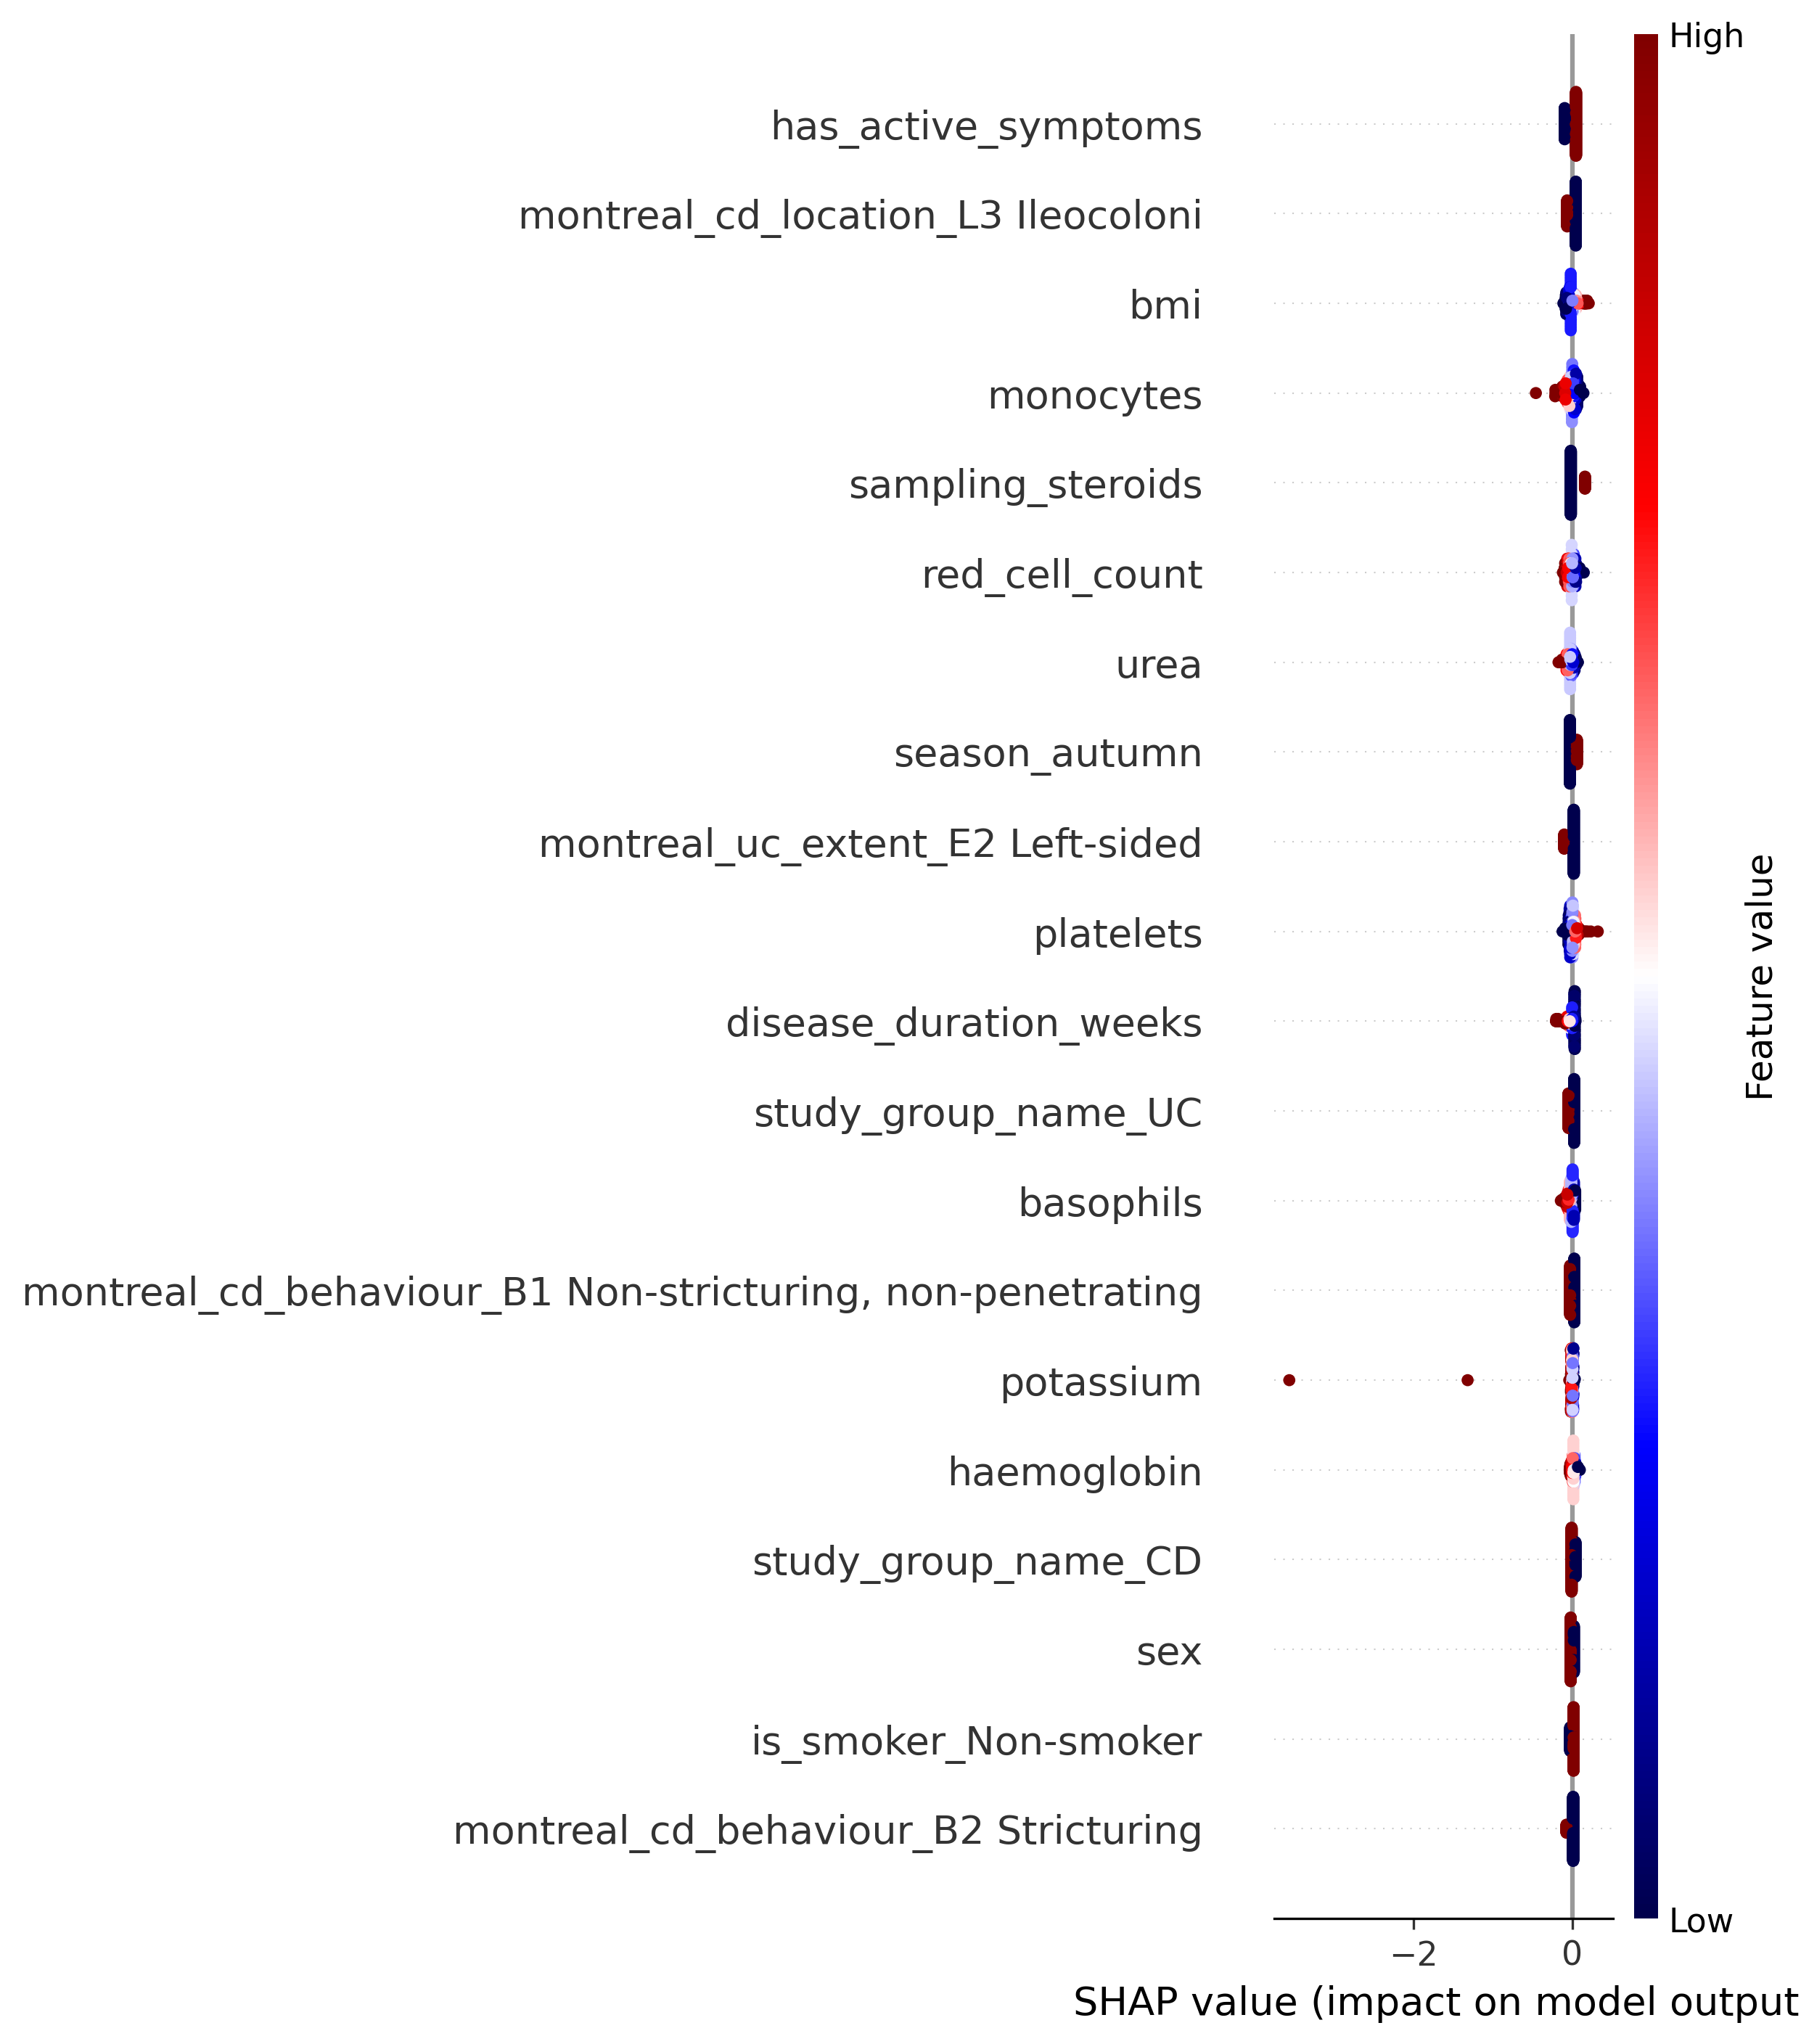 High
has_active_symptoms
montreal_cd_location_L3 Ileocoloni
bmi
monocytes
sampling_steroids
red_cell_count
urea
season_autumn
montreal_uc_extent_E2 Left-sided
platelets
disease_duration_weeks
study_group_name_UC
basophils
montreal_cd_behaviour_B1 Non-stricturing, non-penetrating
potassium
haemoglobin
study_group_name_CD
sex
is_smoker_Non-smoker
montreal_cd_behaviour_B2 Stricturing
Feature value
Low
−2 0
SHAP value (impact on model output